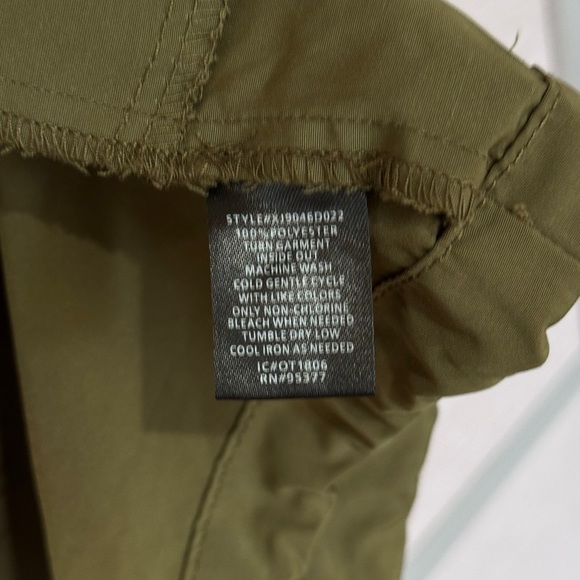 STYLE#XJ9046D022
100% POLYESTER
TURN GARMENT
INSIDE OUT
MACHINE WASH
COLD GENTLE CYCLE
WITH LIKE COLORS
ONLY NON-CHLORINE
BLEACH WHEN NEEDED
TUMBLE DRY-LOW
COOL IRON AS NEEDED
IC#OT1806
RN#95377